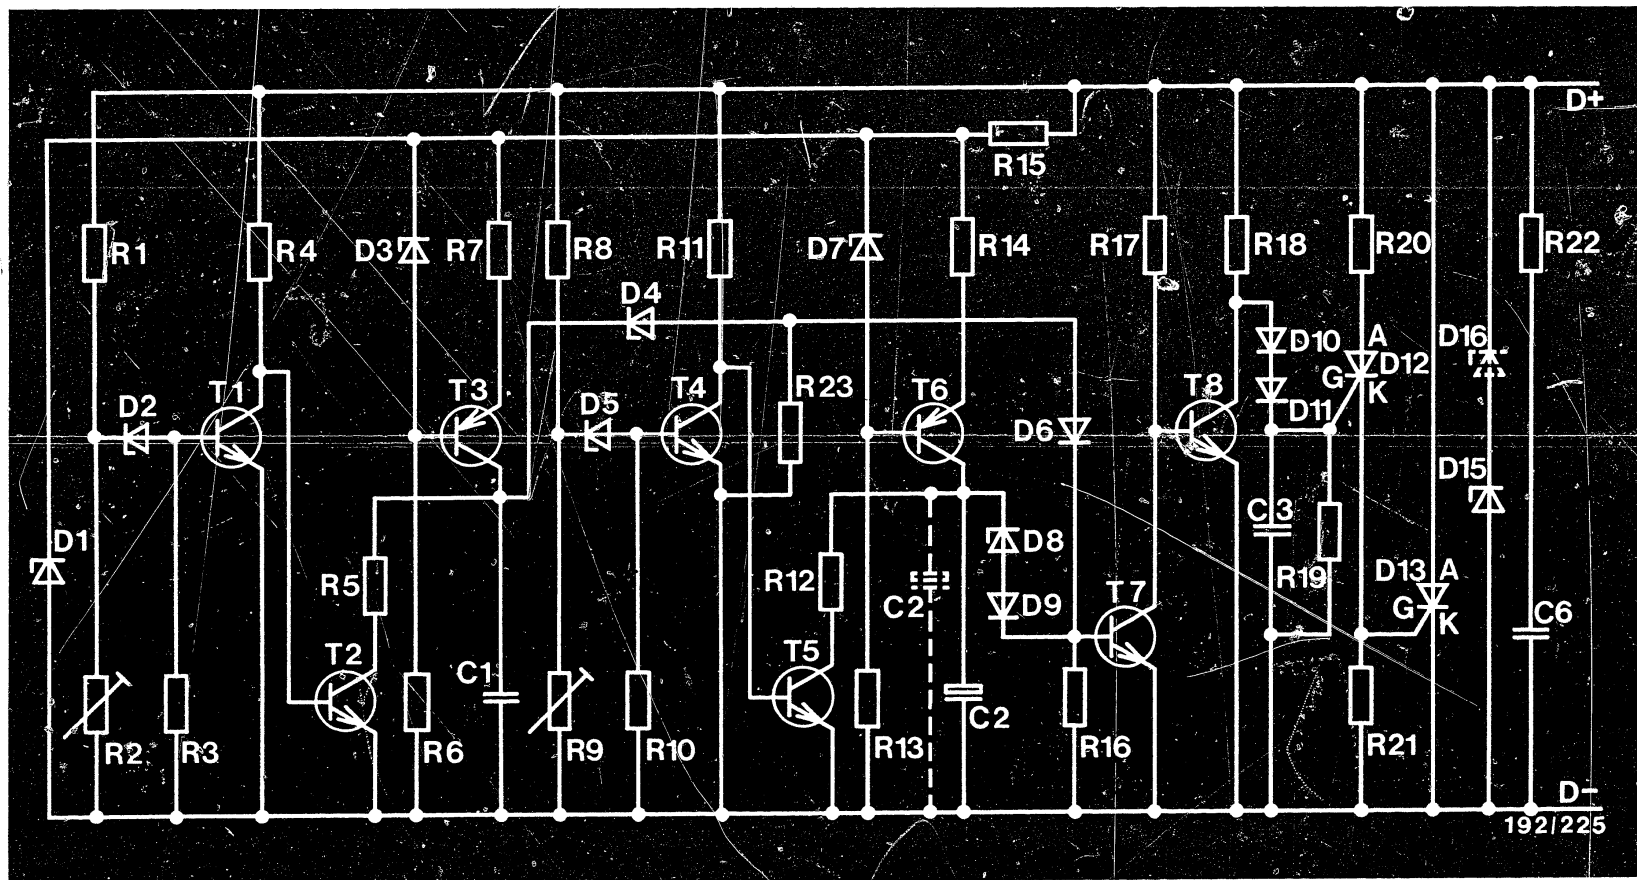 D+
R15
R1
R4
D3
R7
R8
R11
D7
R14
R17
R18
R20
R22
D4
D10
A
D12
G
K
D16
T1
T3
T4
R23
T6
T8
D2
D5
D6
D11
D15
D1
C3
D8
R5
R12
C2
D9
T7
R19
D13
A
G
K
C6
T2
C1
T5
C2
R2
R3
R6
R9
R10
R13
R16
R21
D-
192/225